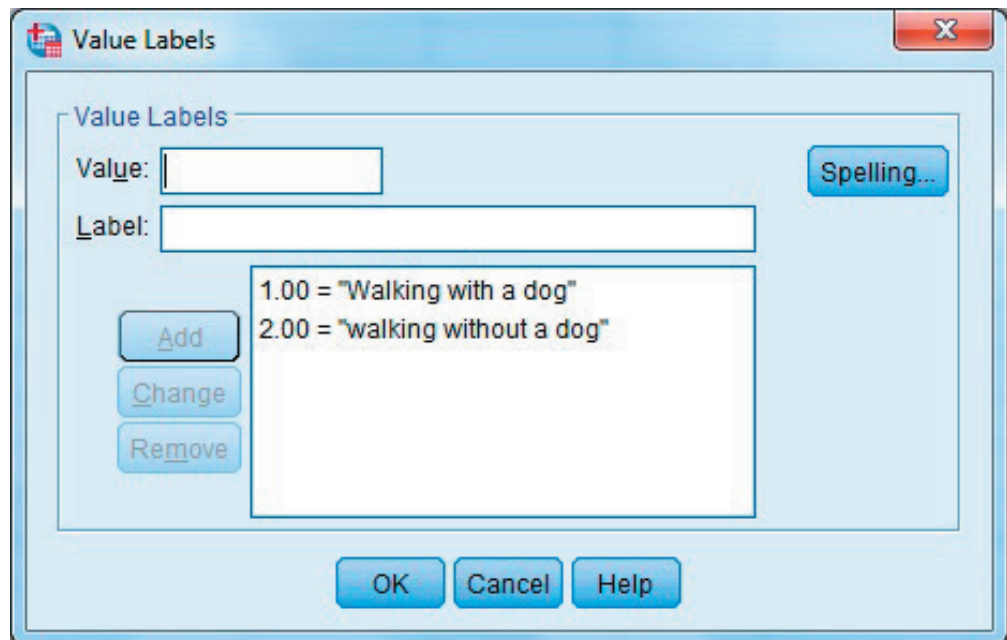 Value Labels
Value Labels
Value:
Spelling...
Label:
1.00 = "Walking with a dog"
2.00 = "walking without a dog"
Add
Change
Remove
OK Cancel Help